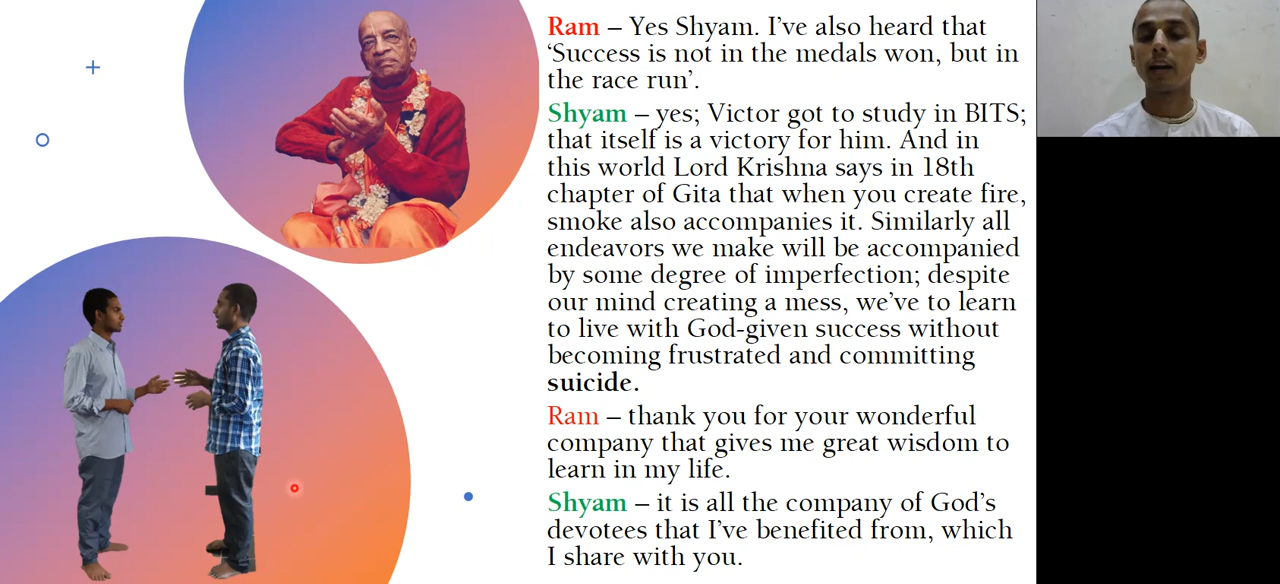 Ram – Yes Shyam. I've also heard that
'Success is not in the medals won, but in
the race run'.
Shyam – yes; Victor got to study in BITS;
that itself is a victory for him. And in
this world Lord Krishna says in 18th
chapter of Gita that when you create fire,
smoke also accompanies it. Similarly all
endeavors we make will be accompanied
by some degree of imperfection; despite
our mind creating a mess, we've to learn
to live with God-given success without
becoming frustrated and committing
suicide.
Ram – thank you for your wonderful
company that gives me great wisdom to
learn in my life.
Shyam – it is all the company of God's
devotees that I've benefited from, which
I share with you.